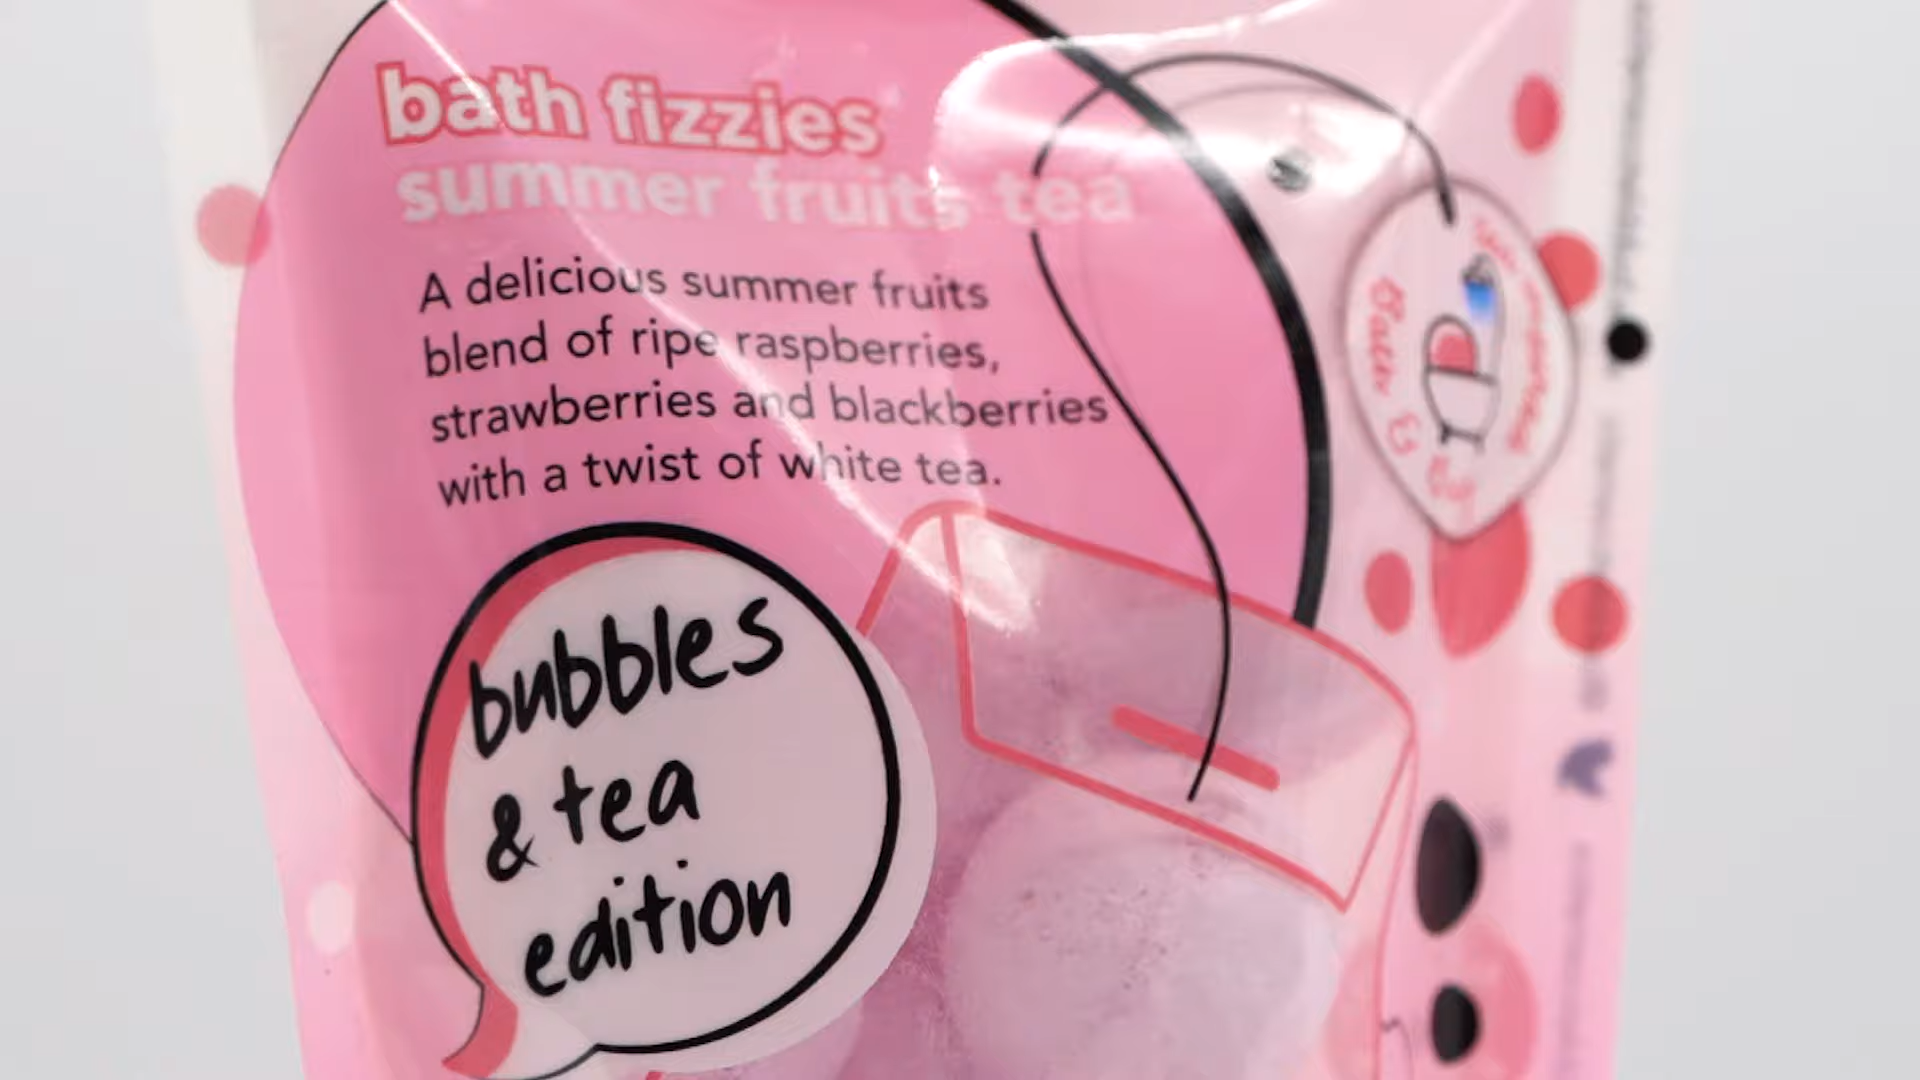 bath fizzies
summer fruits tea
A delicious summer fruits
blend of ripe raspberries,
strawberries and blackberries
with a twist of white tea.
bubbles
& tea
edition